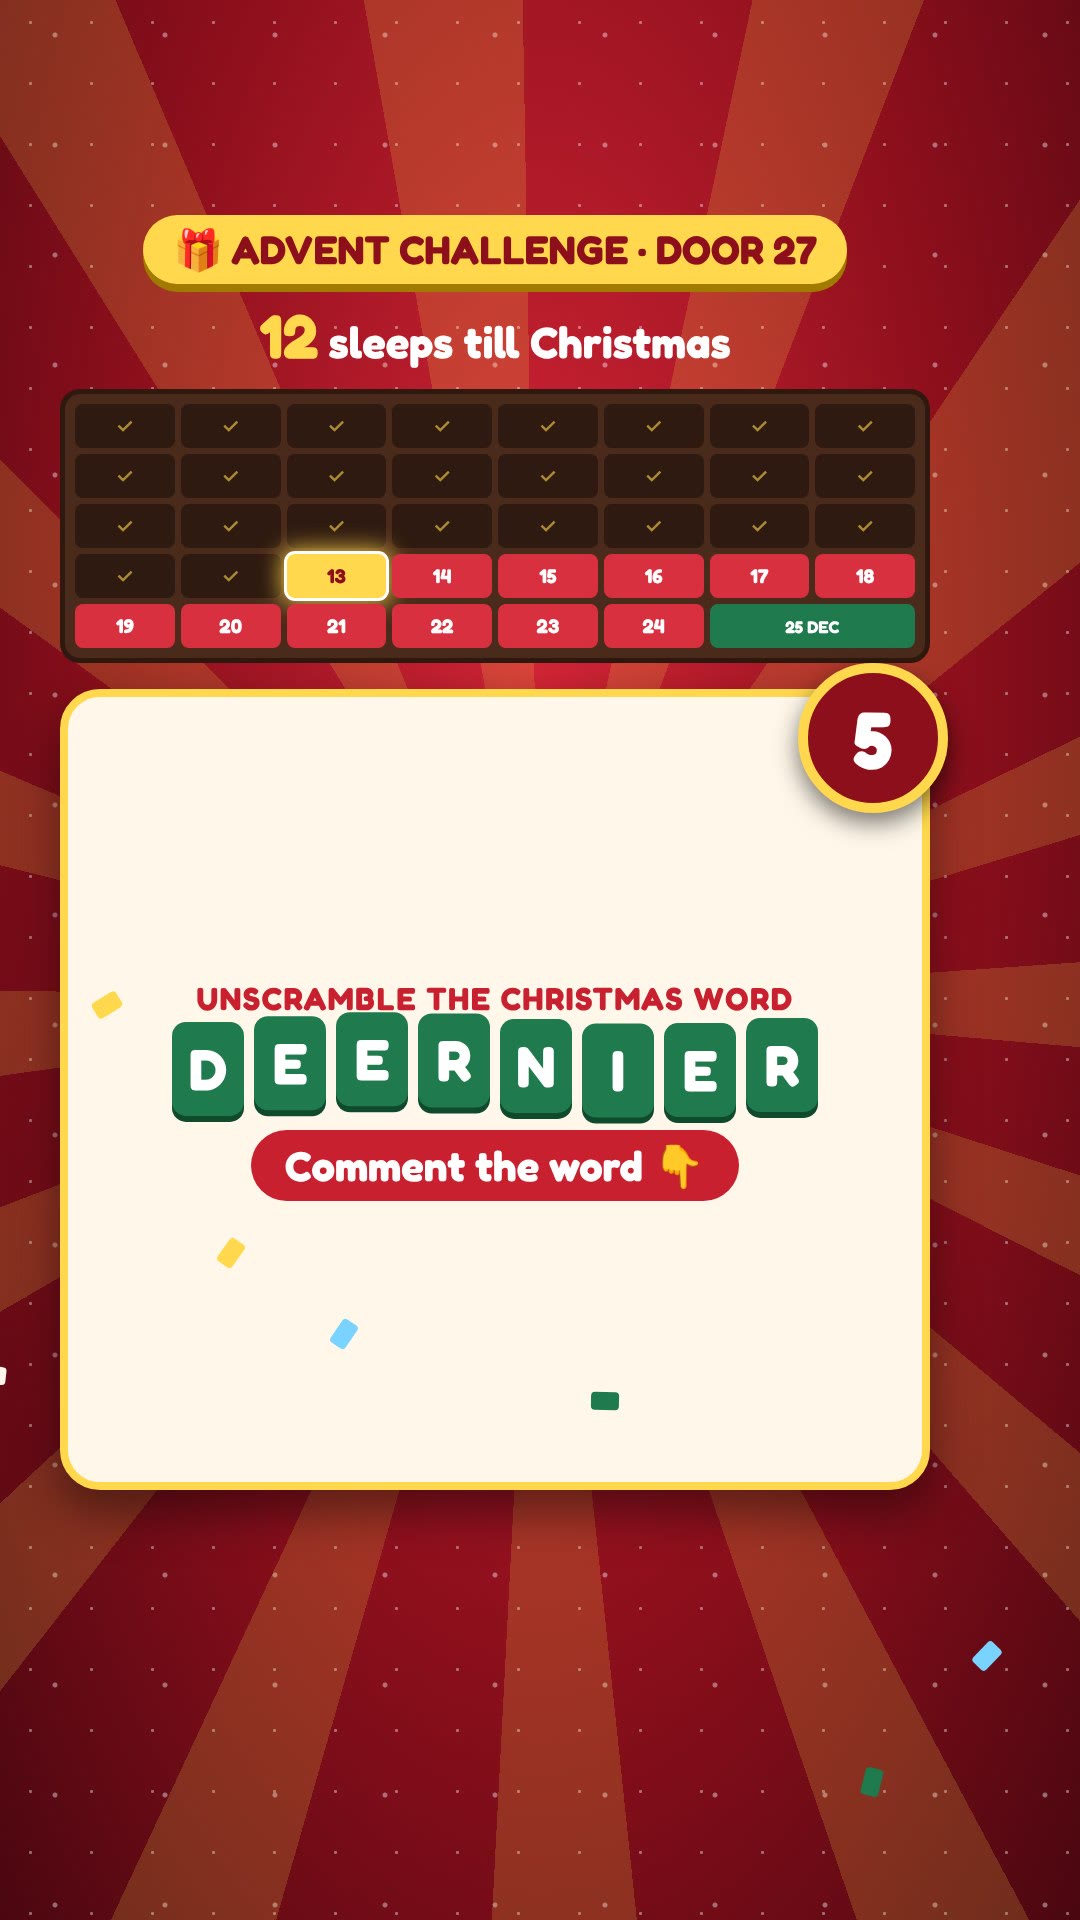 🎁 ADVENT CHALLENGE · DOOR 27
12 sleeps till Christmas
✓ ✓ ✓ ✓ ✓ ✓ ✓ ✓
✓ ✓ ✓ ✓ ✓ ✓ ✓ ✓
✓ ✓ ✓ ✓ ✓ ✓ ✓ ✓
✓ ✓ 13 14 15 16 17 18
19 20 21 22 23 24 25 DEC
5
UNSCRAMBLE THE CHRISTMAS WORD
D E E R N I E R
Comment the word 👇